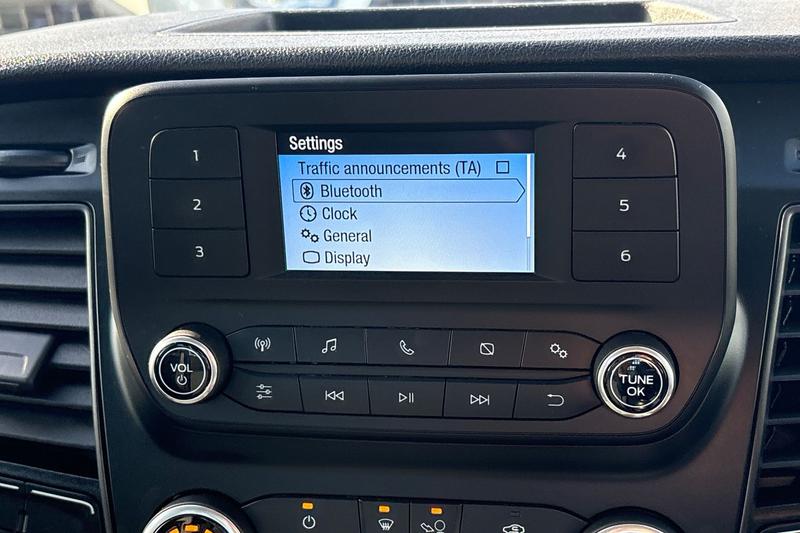 Settings
Traffic announcements (TA)
Bluetooth
Clock
General
Display
1
2
3
4
5
6
VOL
TUNE
OK